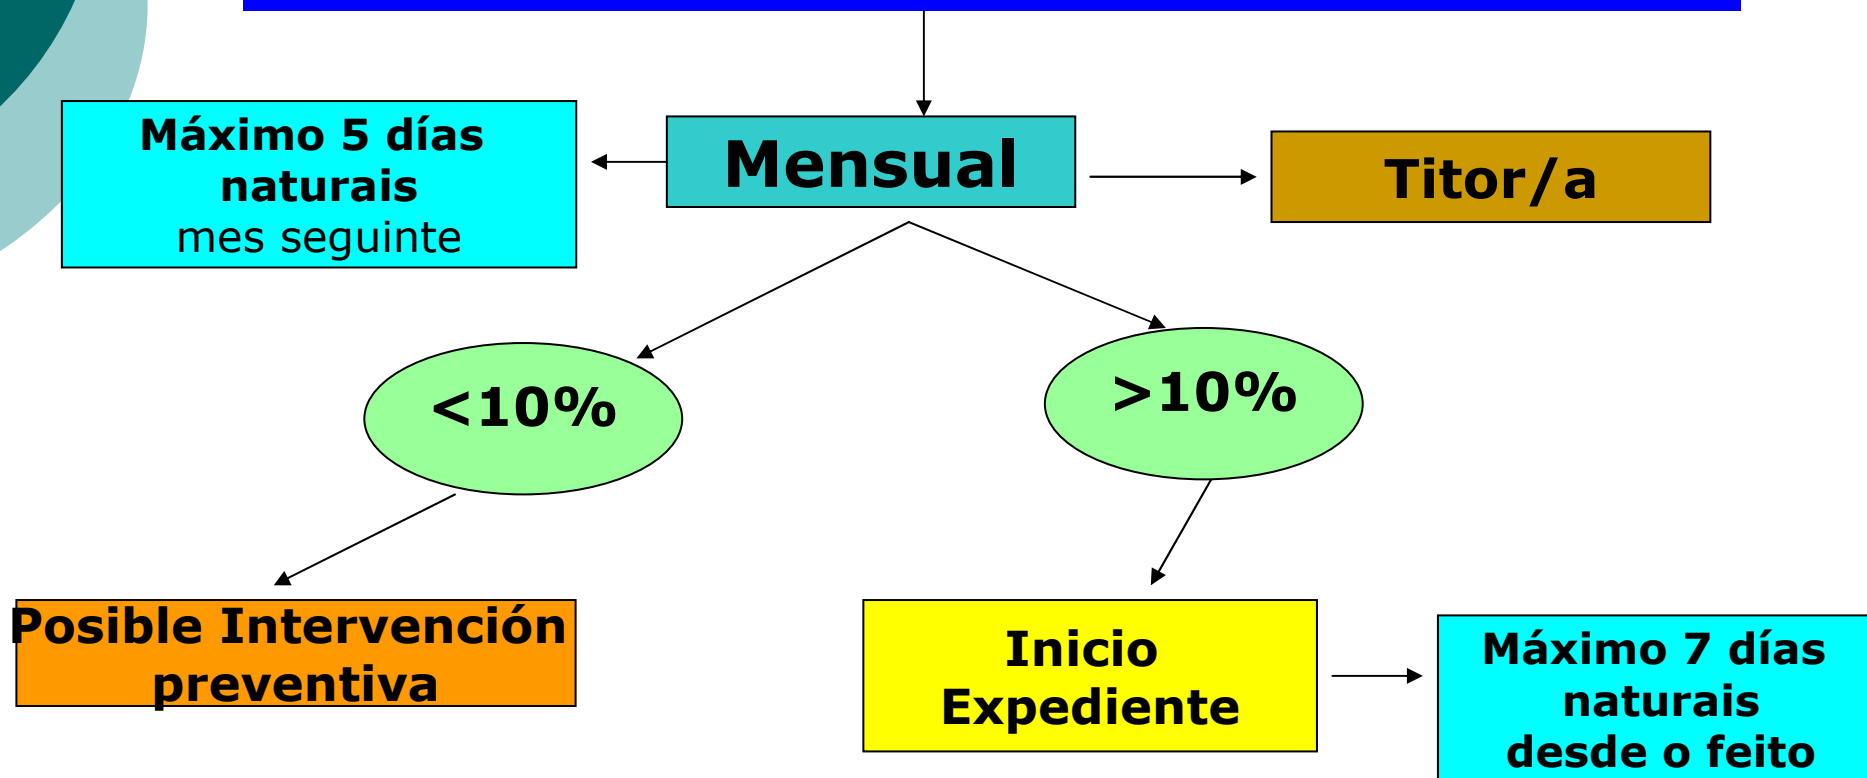 Máximo 5 días
naturais
mes seguinte
Mensual
Titor/a
<10%
>10%
Posible Intervención
preventiva
Inicio
Expediente
Máximo 7 días
naturais
desde o feito